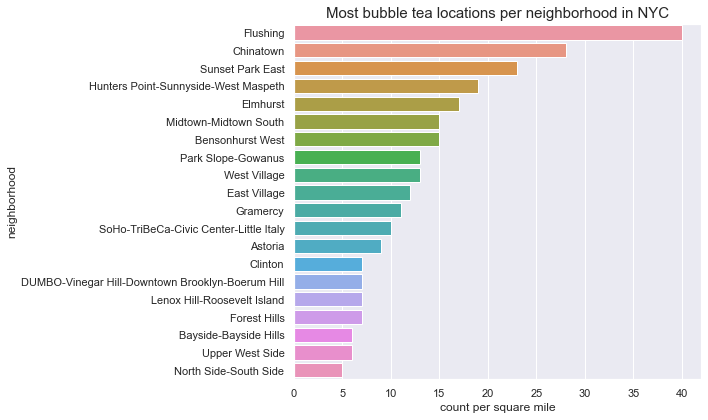 Most bubble tea locations per neighborhood in NYC
neighborhood
Flushing
Chinatown
Sunset Park East
Hunters Point-Sunnyside-West Maspeth
Elmhurst
Midtown-Midtown South
Bensonhurst West
Park Slope-Gowanus
West Village
East Village
Gramercy
SoHo-TriBeCa-Civic Center-Little Italy
Astoria
Clinton
DUMBO-Vinegar Hill-Downtown Brooklyn-Boerum Hill
Lenox Hill-Roosevelt Island
Forest Hills
Bayside-Bayside Hills
Upper West Side
North Side-South Side
0 5 10 15 20 25 30 35 40
count per square mile